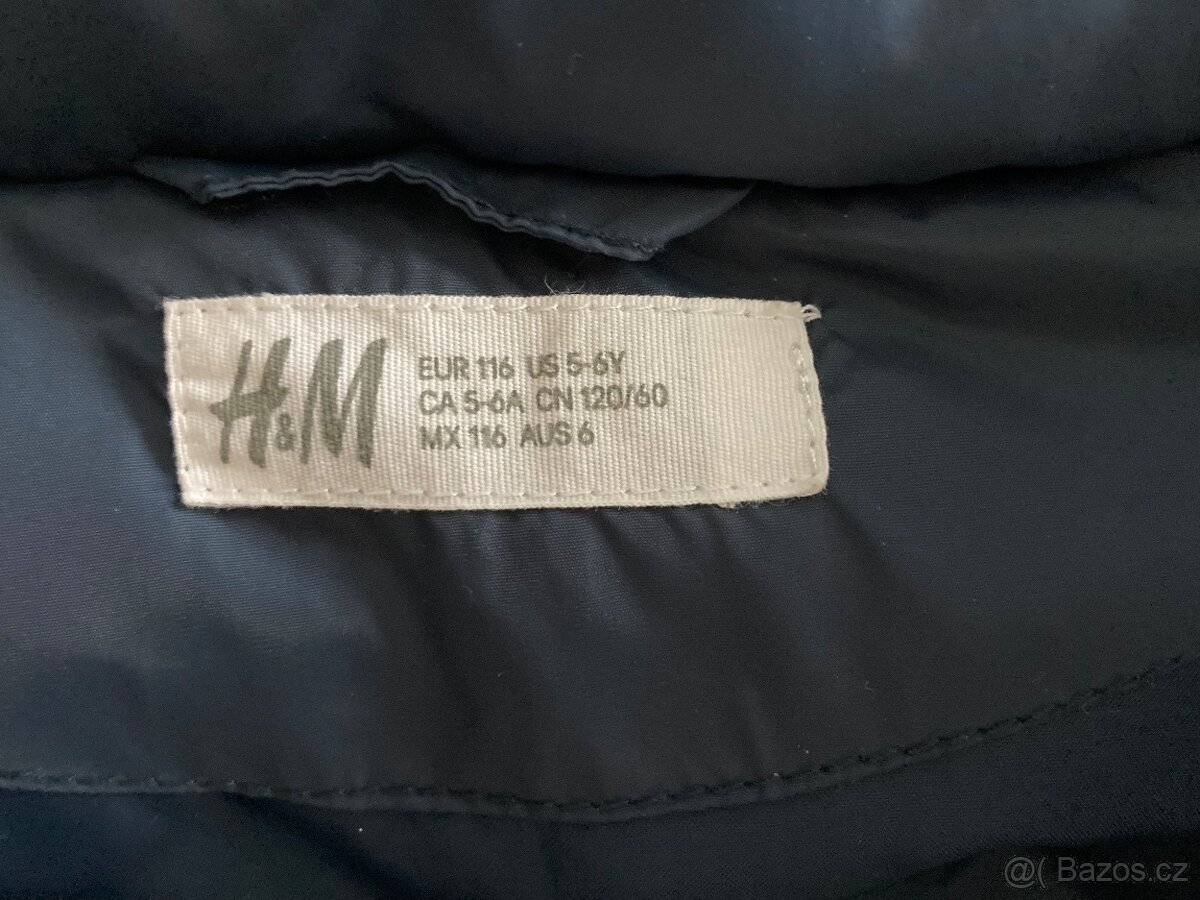 H&M
EUR 116 US 5-6Y
CA 5-6A CN 120/60
MX 116 AUS 6
@( Bazos.cz